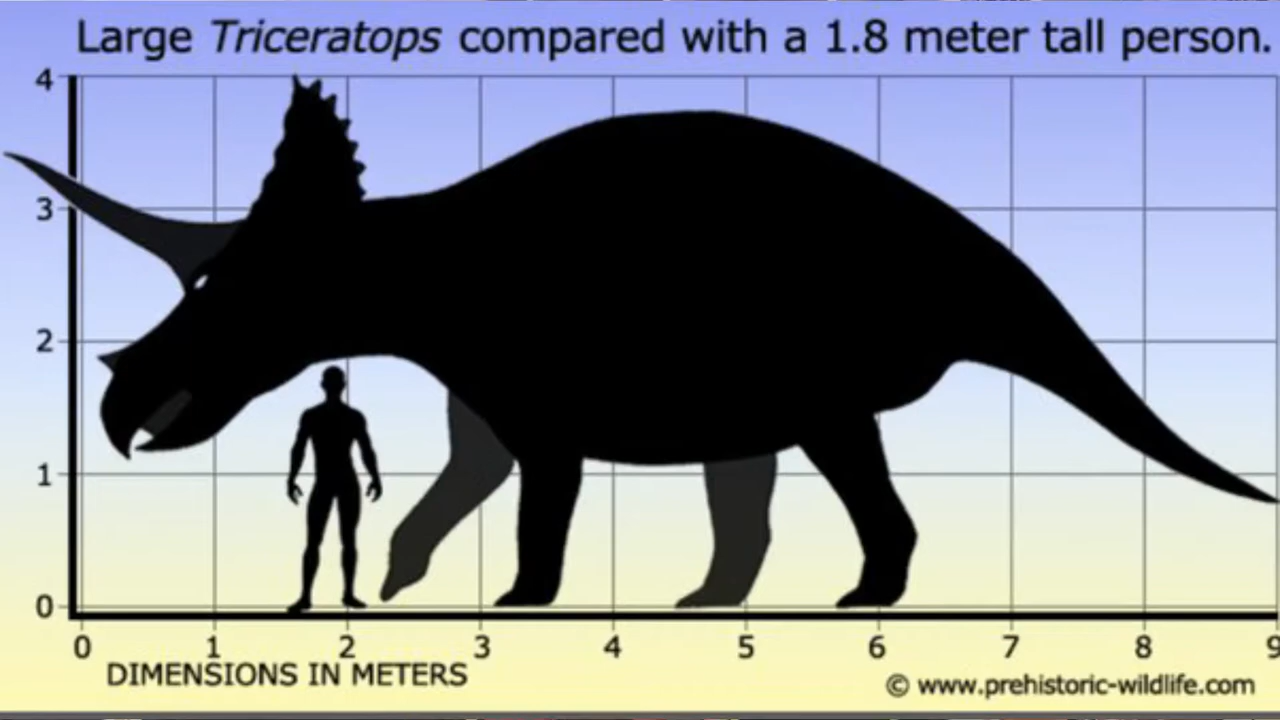 Large Triceratops compared with a 1.8 meter tall person.
4
3
2
1
0
0 1 2 3 4 5 6 7 8 9
DIMENSIONS IN METERS
© www.prehistoric-wildlife.com